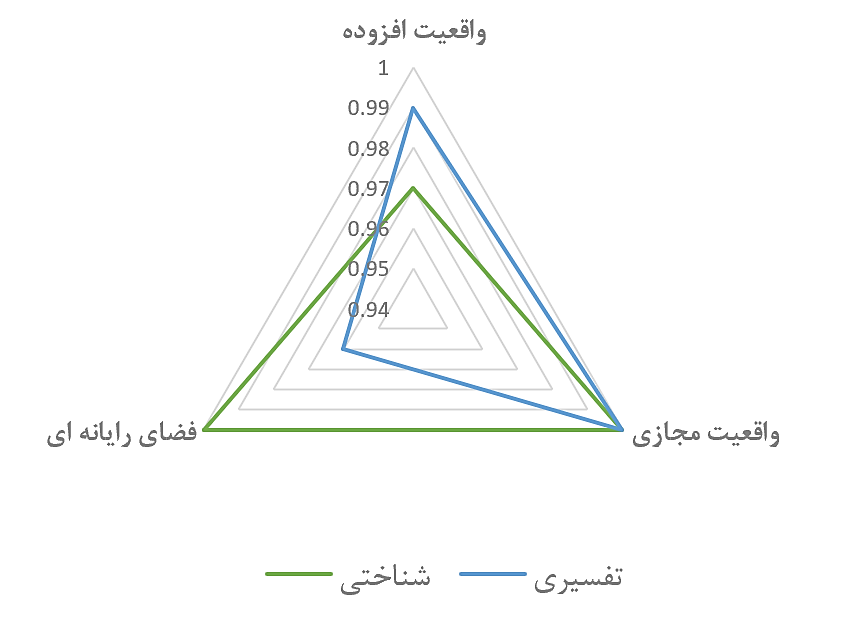 واقعیت افزوده
1
0.99
0.98
0.97
0.96
0.95
0.94
واقعیت مجازی
فضای رایانه ای
تفسیری
شناختی